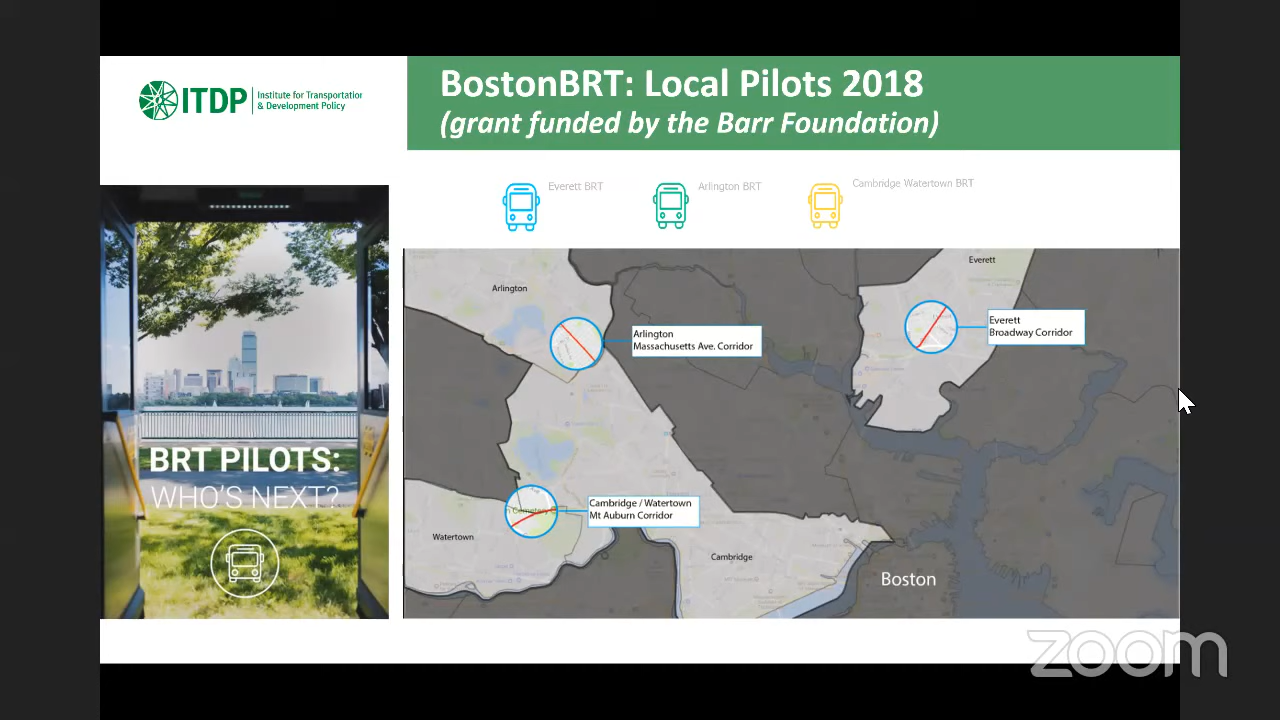 ITDP
Institute for Transportation
& Development Policy
BostonBRT: Local Pilots 2018
(grant funded by the Barr Foundation)
Everett BRT
Arlington BRT
Cambridge Watertown BRT
BRT PILOTS:
WHO'S NEXT?
Everett
Arlington
Everett
Broadway Corridor
Arlington
Massachusetts Ave. Corridor
Cambridge / Watertown
Mt Auburn Corridor
Watertown
Cambridge
Boston
zoom